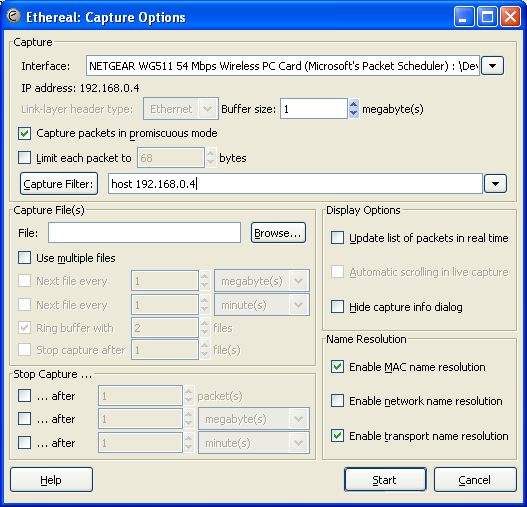 Ethereal: Capture Options
Capture
Interface: NETGEAR WG511 54 Mbps Wireless PC Card (Microsoft's Packet Scheduler) : \Dev
IP address: 192.168.0.4
Link-layer header type: Ethernet Buffer size: 1 megabyte(s)
Capture packets in promiscuous mode
Limit each packet to 68 bytes
Capture Filter: host 192.168.0.4
Capture File(s)
File: Browse...
Use multiple files
Next file every 1 megabyte(s)
Next file every 1 minute(s)
Ring buffer with 2 files
Stop capture after 1 file(s)
Stop Capture ...
... after 1 packet(s)
... after 1 megabyte(s)
... after 1 minute(s)
Display Options
Update list of packets in real time
Automatic scrolling in live capture
Hide capture info dialog
Name Resolution
Enable MAC name resolution
Enable network name resolution
Enable transport name resolution
Help Start Cancel